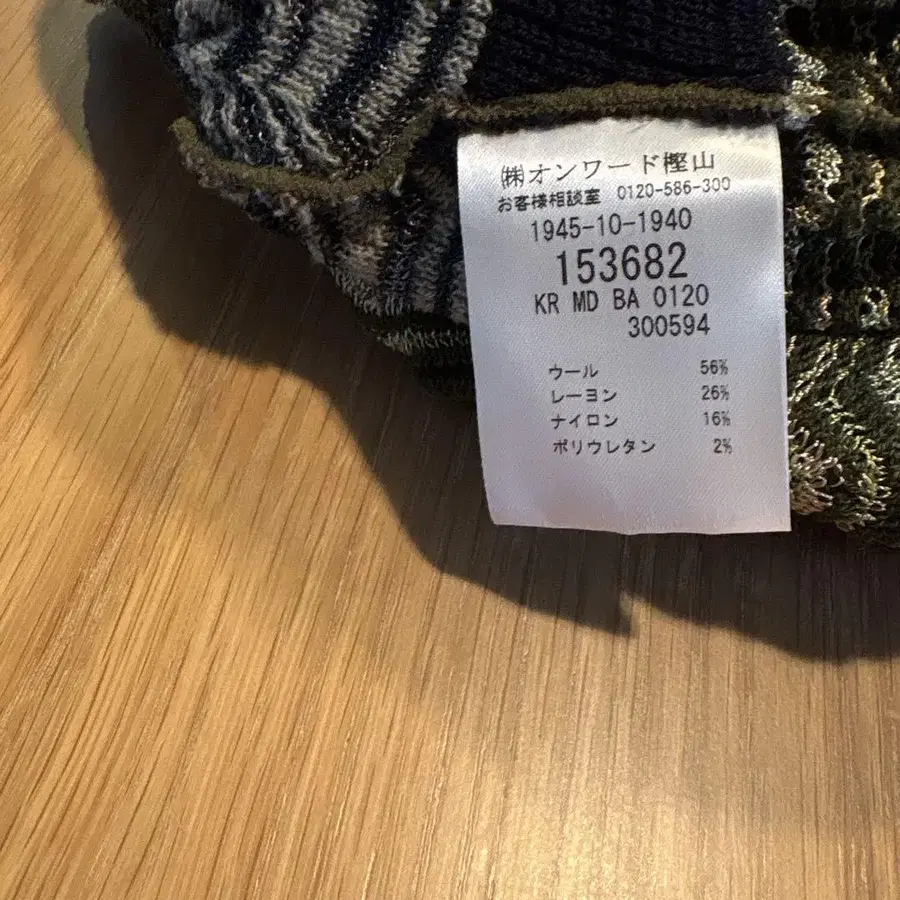 ㈱オンワード樫山
お客様相談室 0120-586-300
1945-10-1940
153682
KR MD BA 0120
300594
ウール 56%
レーヨン 26%
ナイロン 16%
ポリウレタン 2%